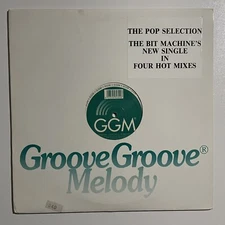 THE POP SELECTION
THE BIT MACHINE'S
NEW SINGLE
IN
FOUR HOT MIXES
GGM
GrooveGroove®
Melody